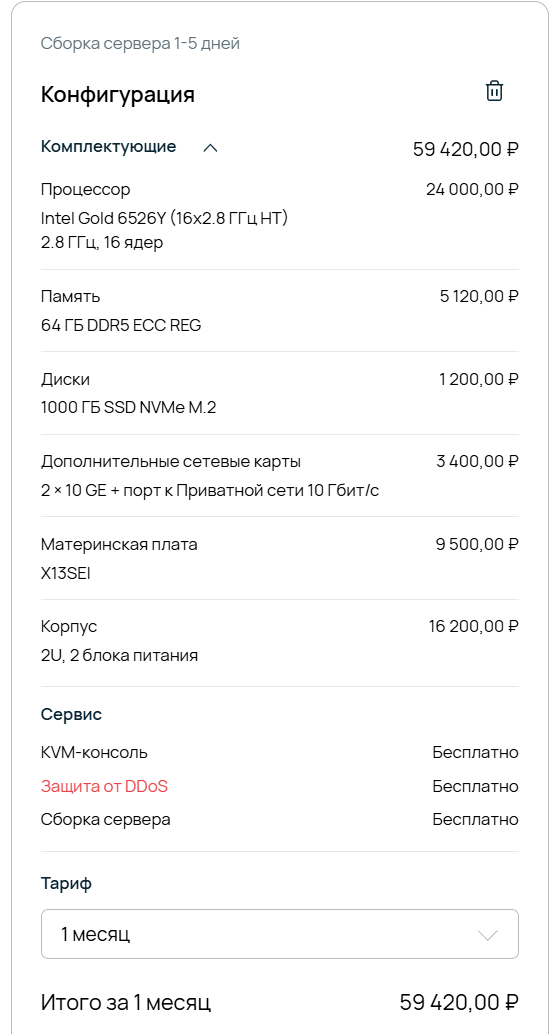 Сборка сервера 1-5 дней
Конфигурация
Комплектующие 59 420,00 ₽
Процессор 24 000,00 ₽
Intel Gold 6526Y (16x2.8 ГГц HT)
2.8 ГГц, 16 ядер
Память 5 120,00 ₽
64 ГБ DDR5 ECC REG
Диски 1 200,00 ₽
1000 ГБ SSD NVMe M.2
Дополнительные сетевые карты 3 400,00 ₽
2 × 10 GE + порт к Приватной сети 10 Гбит/с
Материнская плата 9 500,00 ₽
X13SEI
Корпус 16 200,00 ₽
2U, 2 блока питания
Сервис
KVM-консоль Бесплатно
Защита от DDoS Бесплатно
Сборка сервера Бесплатно
Тариф
1 месяц
Итого за 1 месяц 59 420,00 ₽